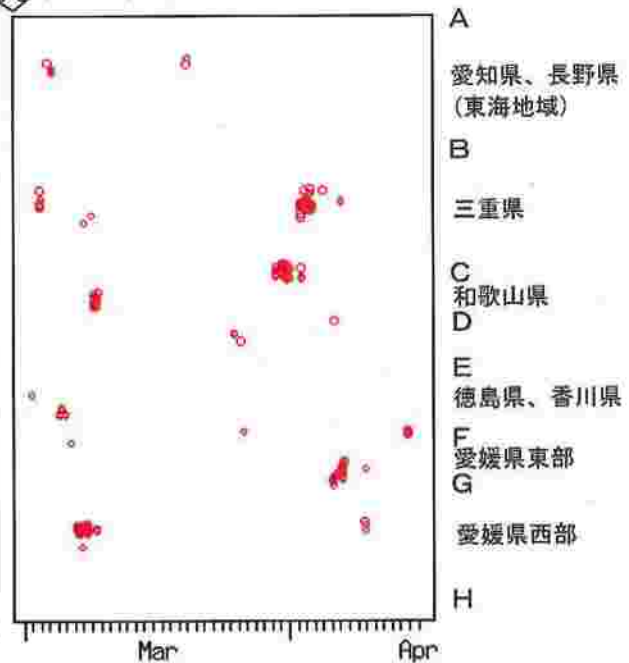 A
愛知県、長野県
(東海地域)
B
三重県
C
和歌山県
D
E
徳島県、香川県
F
愛媛県東部
G
愛媛県西部
H
Mar
Apr